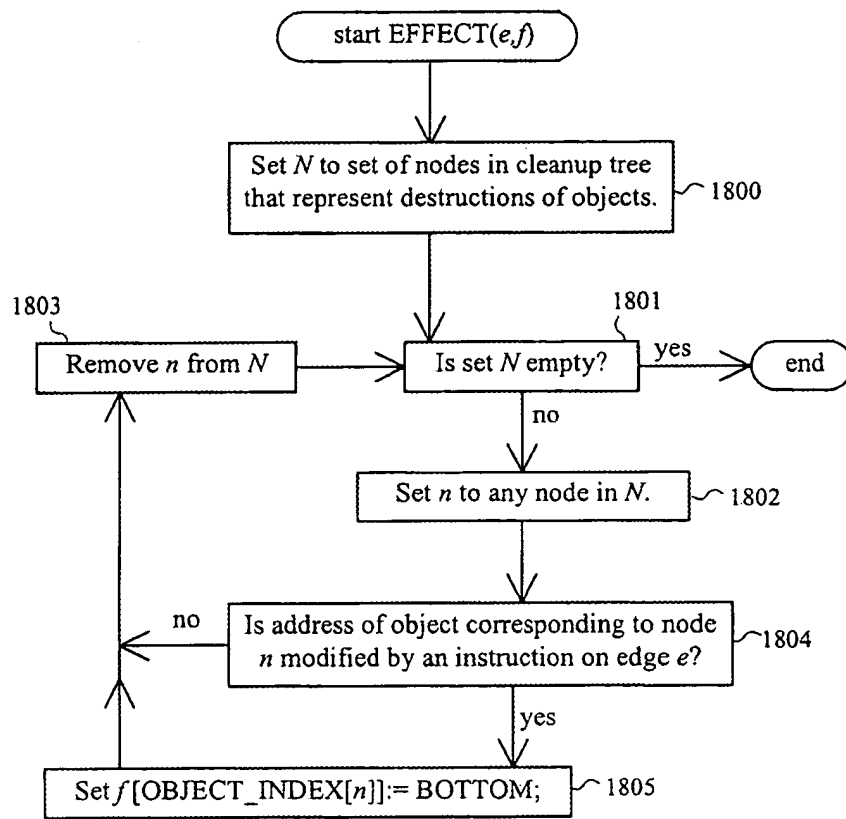 start EFFECT(e,f)
Set N to set of nodes in cleanup tree
that represent destructions of objects.
1800
1803
1801
Remove n from N
Is set N empty?
yes
end
no
Set n to any node in N.
1802
no
Is address of object corresponding to node
n modified by an instruction on edge e?
1804
yes
Set f [OBJECT_INDEX[n]]:= BOTTOM;
1805